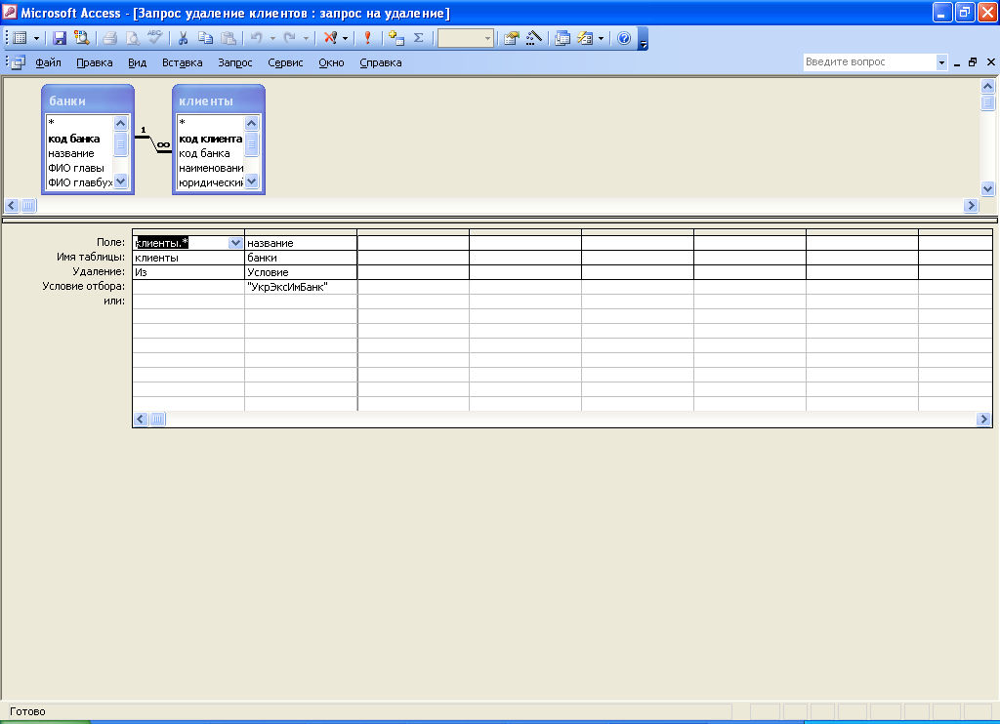 Microsoft Access - [Запрос удаление клиентов : запрос на удаление]
Файл Правка Вид Вставка Запрос Сервис Окно Справка Введите вопрос
банки
*
код банка
название
ФИО главы
ФИО главбух
1 ∞
клиенты
*
код клиента
код банка
наименовани
юридический
Поле: клиенты.* название
Имя таблицы: клиенты банки
Удаление: Из Условие
Условие отбора: "УкрЭксИмБанк"
или:
Готово